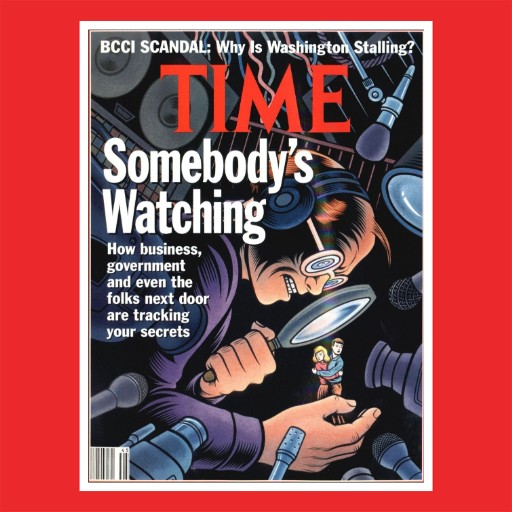 BCCI SCANDAL: Why Is Washington Stalling?
TIME
Somebody's
Watching
How business,
government
and even the
folks next door
are tracking
your secrets